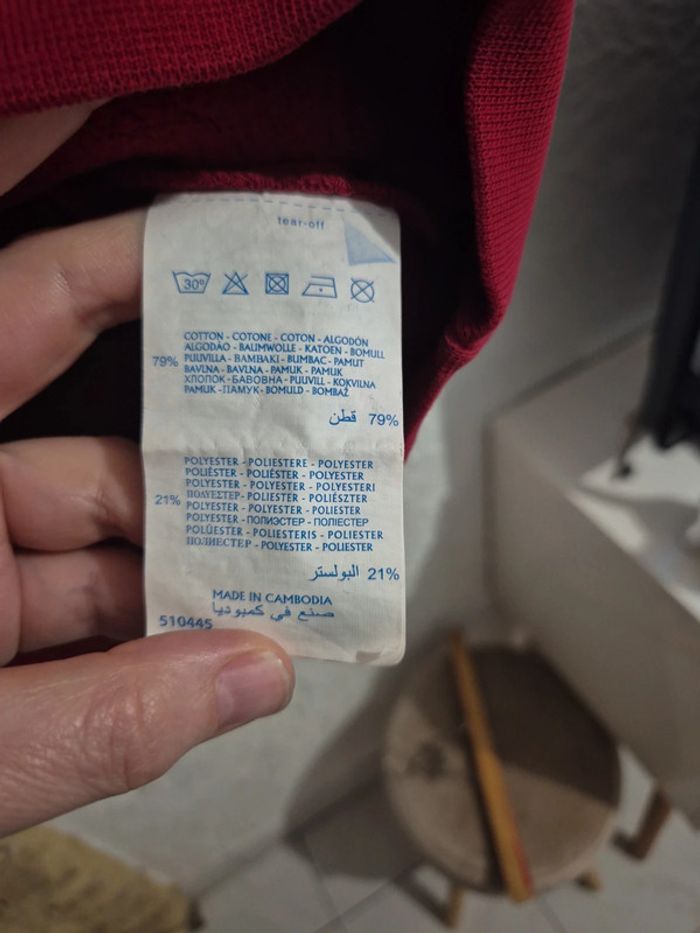 tear-off
30°
COTTON - COTONE - COTON - ALGODÓN
ALGODÃO - BAUMWOLLE - KATOEN - BOMULL
79% PUUVILLA - ΒΑΜΒΑΚΙ - BUMBAC - PAMUT
BAVLNA - BAVLNA - PAMUK - PAMUK
ХЛОПОК - БАВОВНА - PUUVILL - KOKVILNA
PAMUK - ПАМУК - BOMULD - BOMBAŽ
79% قطن
POLYESTER - POLIESTERE - POLYESTER
POLIÉSTER - POLIÉSTER - POLYESTER
POLYESTER - POLYESTER - POLYESTERI
21% ΠΟΛΥΕΣΤΕΡ - POLIESTER - POLIÉSZTER
POLYESTER - POLYESTER - POLIESTER
POLYESTER - ПОЛИЭСТЕР - ПОЛІЕСТЕР
POLÜESTER - POLIESTERIS - POLIESTER
ПОЛИЕСТЕР - POLYESTER - POLIESTER
21% البولستر
MADE IN CAMBODIA
صنع في كمبوديا
510445